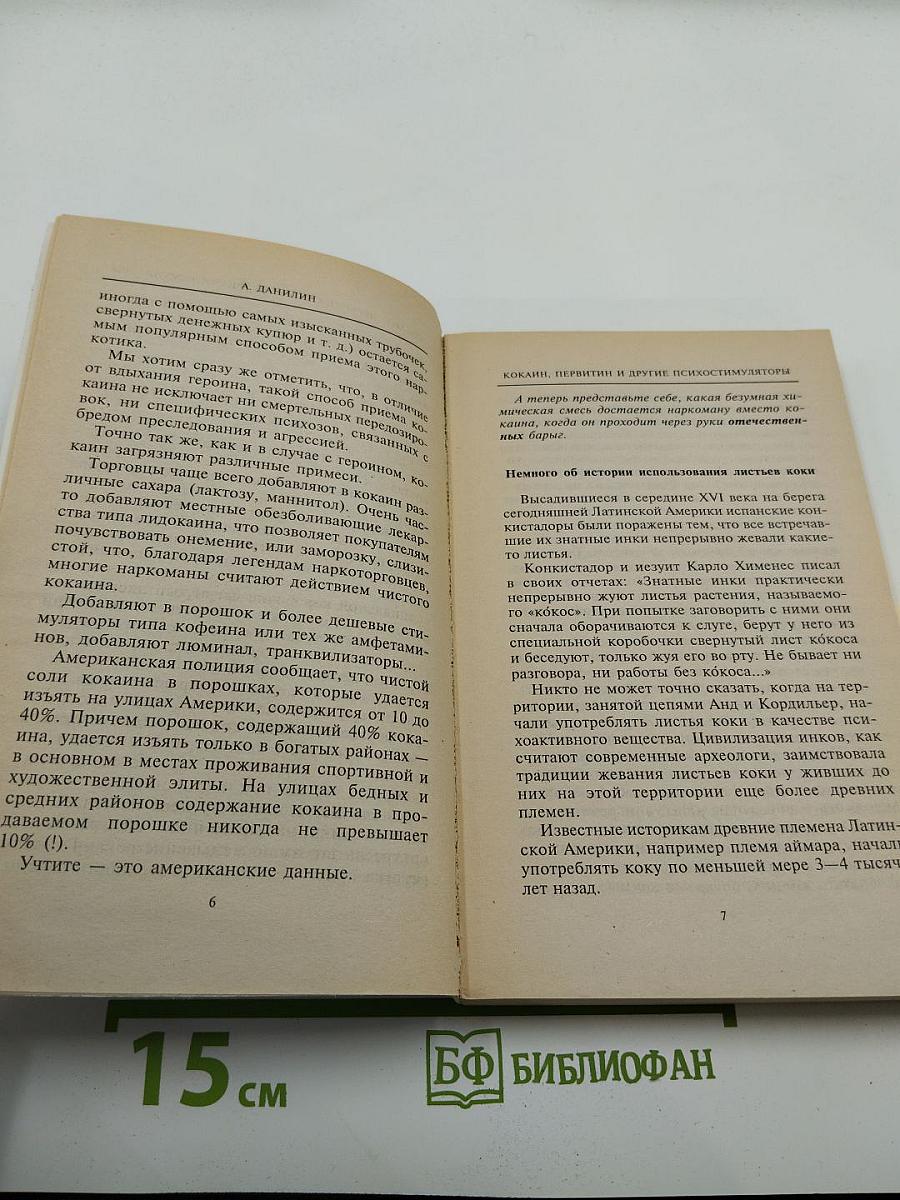 А. ДАНИЛИН
иногда с помощью самых изысканных трубочек,
свернутых денежных купюр и т. д.) остается са-
мым популярным способом приема этого нар-
котика.
Мы хотим сразу же отметить, что, в отличие
от вдыхания героина, такой способ приема ко-
каина не исключает ни смертельных передозиро-
вок, ни специфических психозов, связанных с
бредом преследования и агрессией.
Точно так же, как и в случае с героином, ко-
каин загрязняют различные примеси.
Торговцы чаще всего добавляют в кокаин раз-
личные сахара (лактозу, маннитол). Очень час-
то добавляют местные обезболивающие лекар-
ства типа лидокаина, что позволяет покупателям
почувствовать онемение, или заморозку, слизи-
стой, что, благодаря легендам наркоторговцев,
многие наркоманы считают действием чистого
кокаина.
Добавляют в порошок и более дешевые сти-
муляторы типа кофеина или тех же амфетами-
нов, добавляют люминал, транквилизаторы...
Американская полиция сообщает, что чистой
соли кокаина в порошках, которые удается
изъять на улицах Америки, содержится от 10 до
40%. Причем порошок, содержащий 40% кока-
ина, удается изъять только в богатых районах —
в основном в местах проживания спортивной и
художественной элиты. На улицах бедных и
средних районов содержание кокаина в про-
даваемом порошке никогда не превышает
10% (!).
Учтите — это американские данные.
6
КОКАИН, ПЕРВИТИН И ДРУГИЕ ПСИХОСТИМУЛЯТОРЫ
А теперь представьте себе, какая безумная хи-
мическая смесь достается наркоману вместо ко-
каина, когда он проходит через руки отечествен-
ных барыг.
Немного об истории использования листьев коки
Высадившиеся в середине XVI века на берега
сегодняшней Латинской Америки испанские кон-
кистадоры были поражены тем, что все встречав-
шие их знатные инки непрерывно жевали какие-
то листья.
Конкистадор и иезуит Карло Хименес писал
в своих отчетах: «Знатные инки практически
непрерывно жуют листья растения, называемо-
го «ко́кос». При попытке заговорить с ними они
сначала оборачиваются к слуге, берут у него из
специальной коробочки свернутый лист ко́коса
и беседуют, только жуя его во рту. Не бывает ни
разговора, ни работы без ко́коса...»
Никто не может точно сказать, когда на тер-
ритории, занятой цепями Анд и Кордильер, на-
чали употреблять листья коки в качестве пси-
хоактивного вещества. Цивилизация инков, как
считают современные археологи, заимствовала
традиции жевания листьев коки у живших до
них на этой территории еще более древних
племен.
Известные историкам древние племена Латин-
ской Америки, например племя аймара, начали
употреблять коку по меньшей мере 3—4 тысяч
лет назад.
7
15 см
БФ БИБЛИОФАН